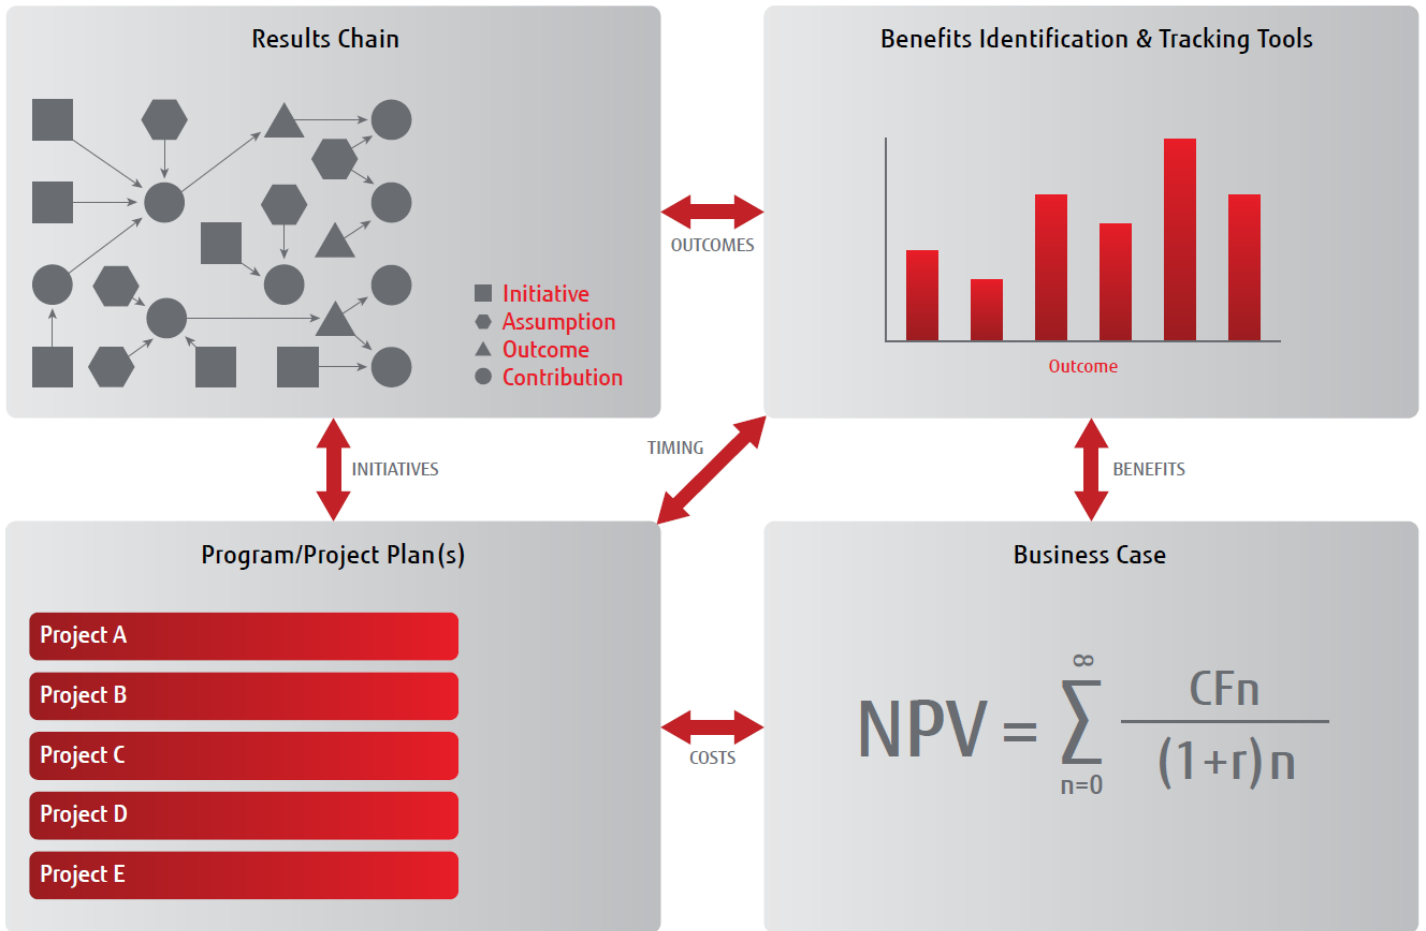 Results Chain
Initiative
Assumption
Outcome
Contribution
OUTCOMES
Benefits Identification & Tracking Tools
Outcome
INITIATIVES
TIMING
BENEFITS
Program/Project Plan(s)
Project A
Project B
Project C
Project D
Project E
COSTS
Business Case
∞
NPV = ∑ CFn
(1+r)n
n=0